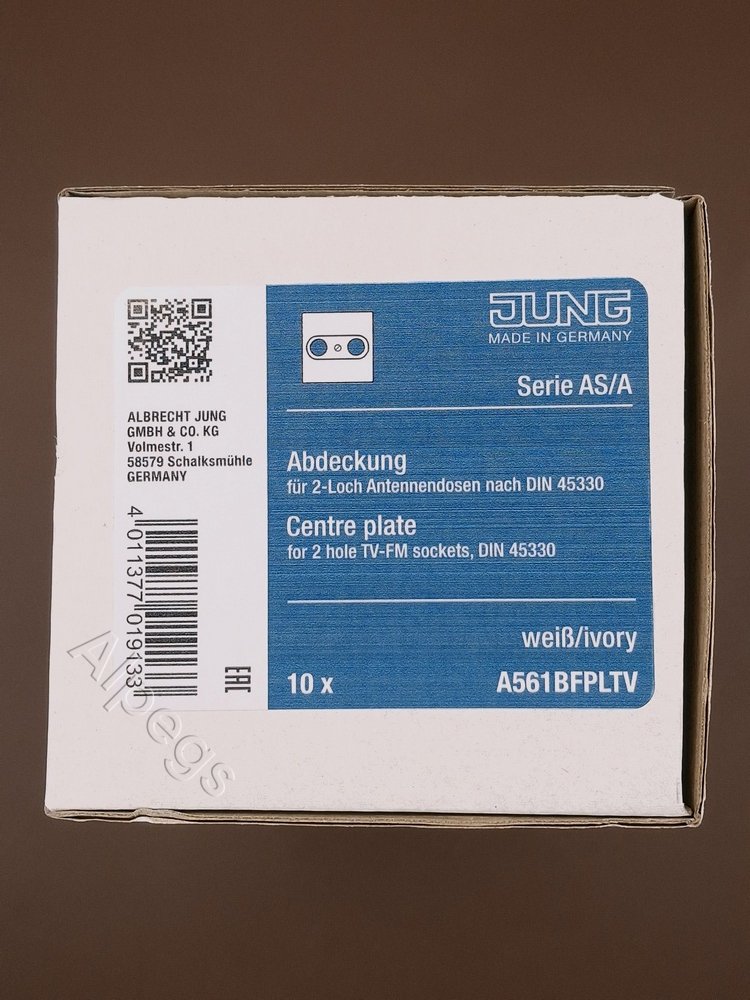 JUNG
MADE IN GERMANY
Serie AS/A
ALBRECHT JUNG
GMBH & CO. KG
Volmestr. 1
58579 Schalksmühle
GERMANY
Abdeckung
für 2-Loch Antennendosen nach DIN 45330
Centre plate
for 2 hole TV-FM sockets, DIN 45330
4 011377 019133
EAC
weiß/ivory
10 x A561BFPLTV
Alpegs